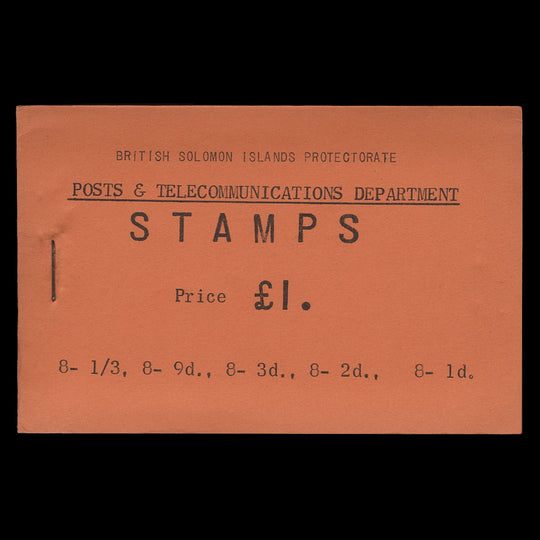 BRITISH SOLOMON ISLANDS PROTECTORATE
POSTS & TELECOMMUNICATIONS DEPARTMENT
STAMPS
Price £1.
8- 1/3, 8- 9d., 8- 3d., 8- 2d., 8- 1d.